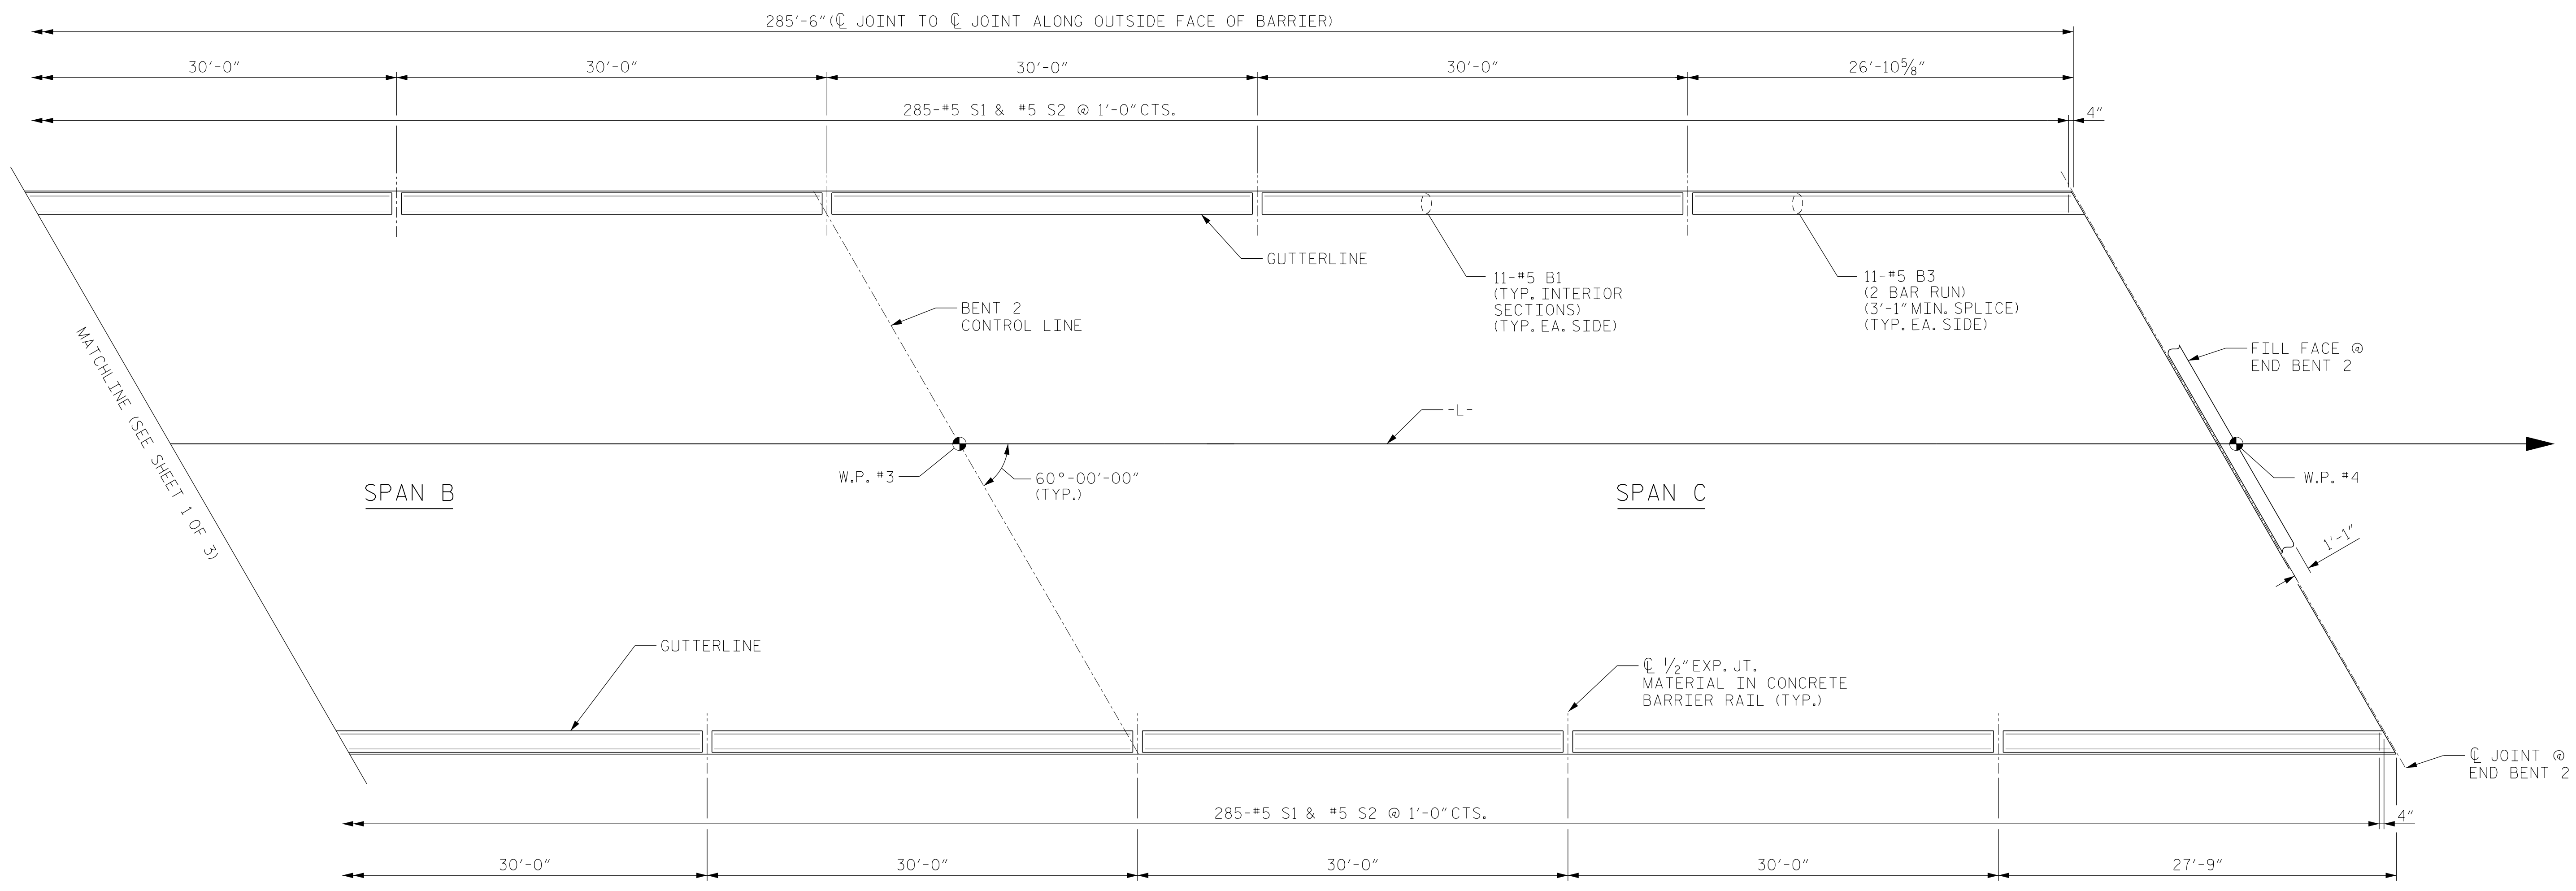 285'-6" (℄ JOINT TO ℄ JOINT ALONG OUTSIDE FACE OF BARRIER)
30'-0"
30'-0"
30'-0"
30'-0"
26'-10⅝"
285-#5 S1 & #5 S2 @ 1'-0" CTS.
4"
GUTTERLINE
11-#5 B1
(TYP. INTERIOR
SECTIONS)
(TYP. EA. SIDE)
11-#5 B3
(2 BAR RUN)
(3'-1" MIN. SPLICE)
(TYP. EA. SIDE)
BENT 2
CONTROL LINE
MATCHLINE (SEE SHEET 1 OF 3)
FILL FACE @
END BENT 2
-L-
W.P. #3
60°-00'-00"
(TYP.)
W.P. #4
SPAN B
SPAN C
1'-1"
GUTTERLINE
℄ 1/2" EXP. JT.
MATERIAL IN CONCRETE
BARRIER RAIL (TYP.)
℄ JOINT @
END BENT 2
285-#5 S1 & #5 S2 @ 1'-0" CTS.
4"
30'-0"
30'-0"
30'-0"
30'-0"
27'-9"